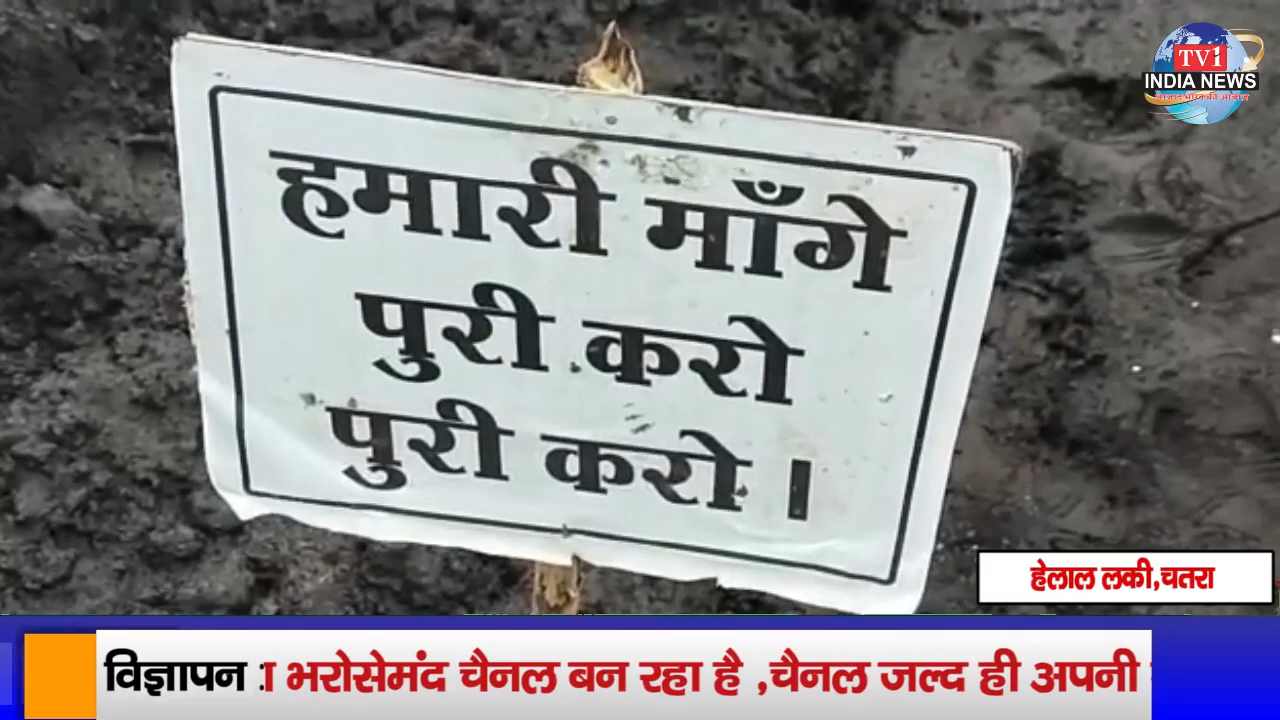 TV1
INDIA NEWS
हमारी माँगे
पुरी करो
पुरी करो ।
हेलाल लकी,चतरा
विज्ञापन : भरोसेमंद चैनल बन रहा है ,चैनल जल्द ही अपनी